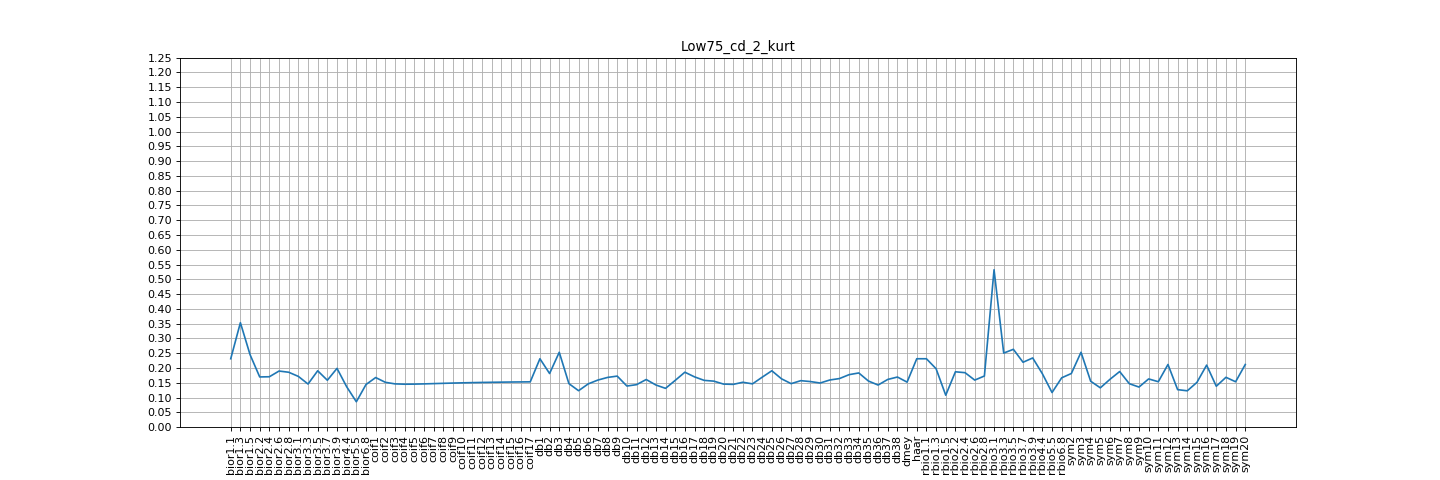 Low75_cd_2_kurt
1.25
1.20
1.15
1.10
1.05
1.00
0.95
0.90
0.85
0.80
0.75
0.70
0.65
0.60
0.55
0.50
0.45
0.40
0.35
0.30
0.25
0.20
0.15
0.10
0.05
0.00
bior1.1
bior1.3
bior1.5
bior2.2
bior2.4
bior2.6
bior2.8
bior3.1
bior3.3
bior3.5
bior3.7
bior3.9
bior4.4
bior5.5
bior6.8
coif1
coif2
coif3
coif4
coif5
coif6
coif7
coif8
coif9
coif10
coif11
coif12
coif13
coif14
coif15
coif16
coif17
db1
db2
db3
db4
db5
db6
db7
db8
db9
db10
db11
db12
db13
db14
db15
db16
db17
db18
db19
db20
db21
db22
db23
db24
db25
db26
db27
db28
db29
db30
db31
db32
db33
db34
db35
db36
db37
db38
dmey
haar
rbio1.1
rbio1.3
rbio1.5
rbio2.2
rbio2.4
rbio2.6
rbio2.8
rbio3.1
rbio3.3
rbio3.5
rbio3.7
rbio3.9
rbio4.4
rbio5.5
rbio6.8
sym2
sym3
sym4
sym5
sym6
sym7
sym8
sym9
sym10
sym11
sym12
sym13
sym14
sym15
sym16
sym17
sym18
sym19
sym20